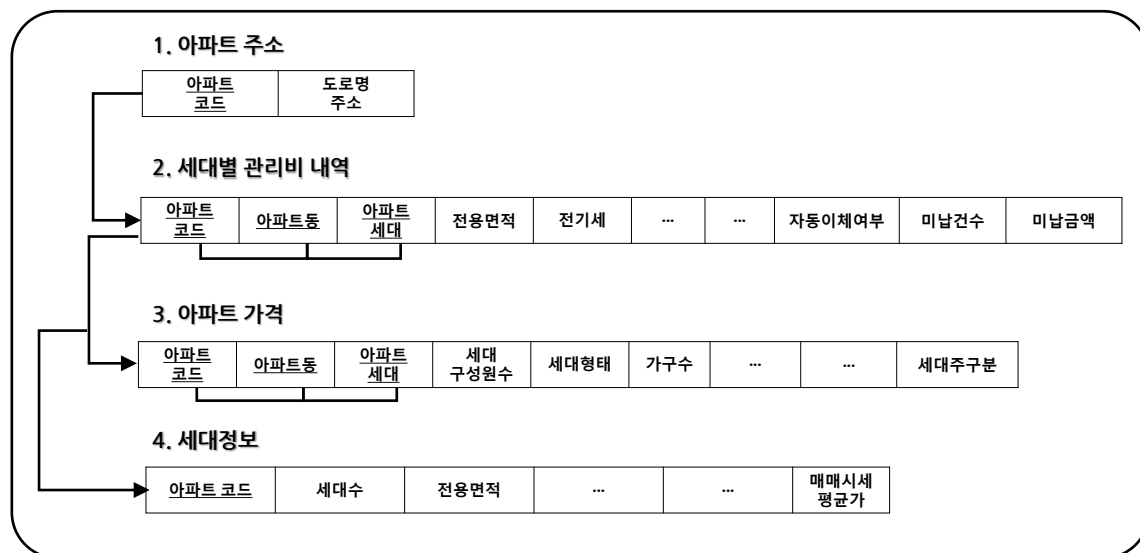 1. 아파트 주소
아파트
코드
도로명
주소
2. 세대별 관리비 내역
아파트
코드
아파트동
아파트
세대
전용면적
전기세
...
...
자동이체여부
미납건수
미납금액
3. 아파트 가격
아파트
코드
아파트동
아파트
세대
세대
구성원수
세대형태
가구수
...
...
세대주구분
4. 세대정보
아파트 코드
세대수
전용면적
...
...
매매시세
평균가